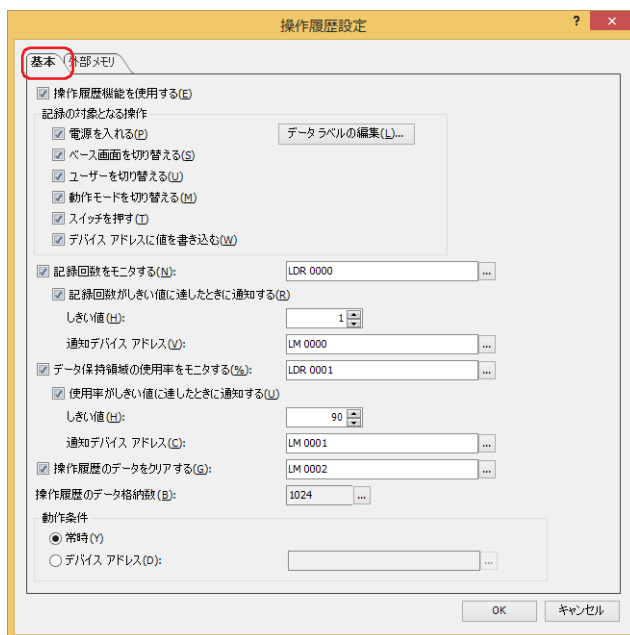 操作履歴設定
? ×
基本 外部メモリ
操作履歴機能を使用する(E)
記録の対象となる操作
電源を入れる(P) データ ラベルの編集(L)...
ベース画面を切り替える(S)
ユーザーを切り替える(U)
動作モードを切り替える(M)
スイッチを押す(T)
デバイス アドレスに値を書き込む(W)
記録回数をモニタする(N): LDR 0000 ...
記録回数がしきい値に達したときに通知する(R)
しきい値(H): 1
通知デバイス アドレス(V): LM 0000 ...
データ保持領域の使用率をモニタする(%): LDR 0001 ...
使用率がしきい値に達したときに通知する(U)
しきい値(H): 90
通知デバイス アドレス(C): LM 0001 ...
操作履歴のデータをクリアする(G): LM 0002 ...
操作履歴のデータ格納数(B): 1024 ...
動作条件
常時(Y)
デバイス アドレス(D): ...
OK キャンセル